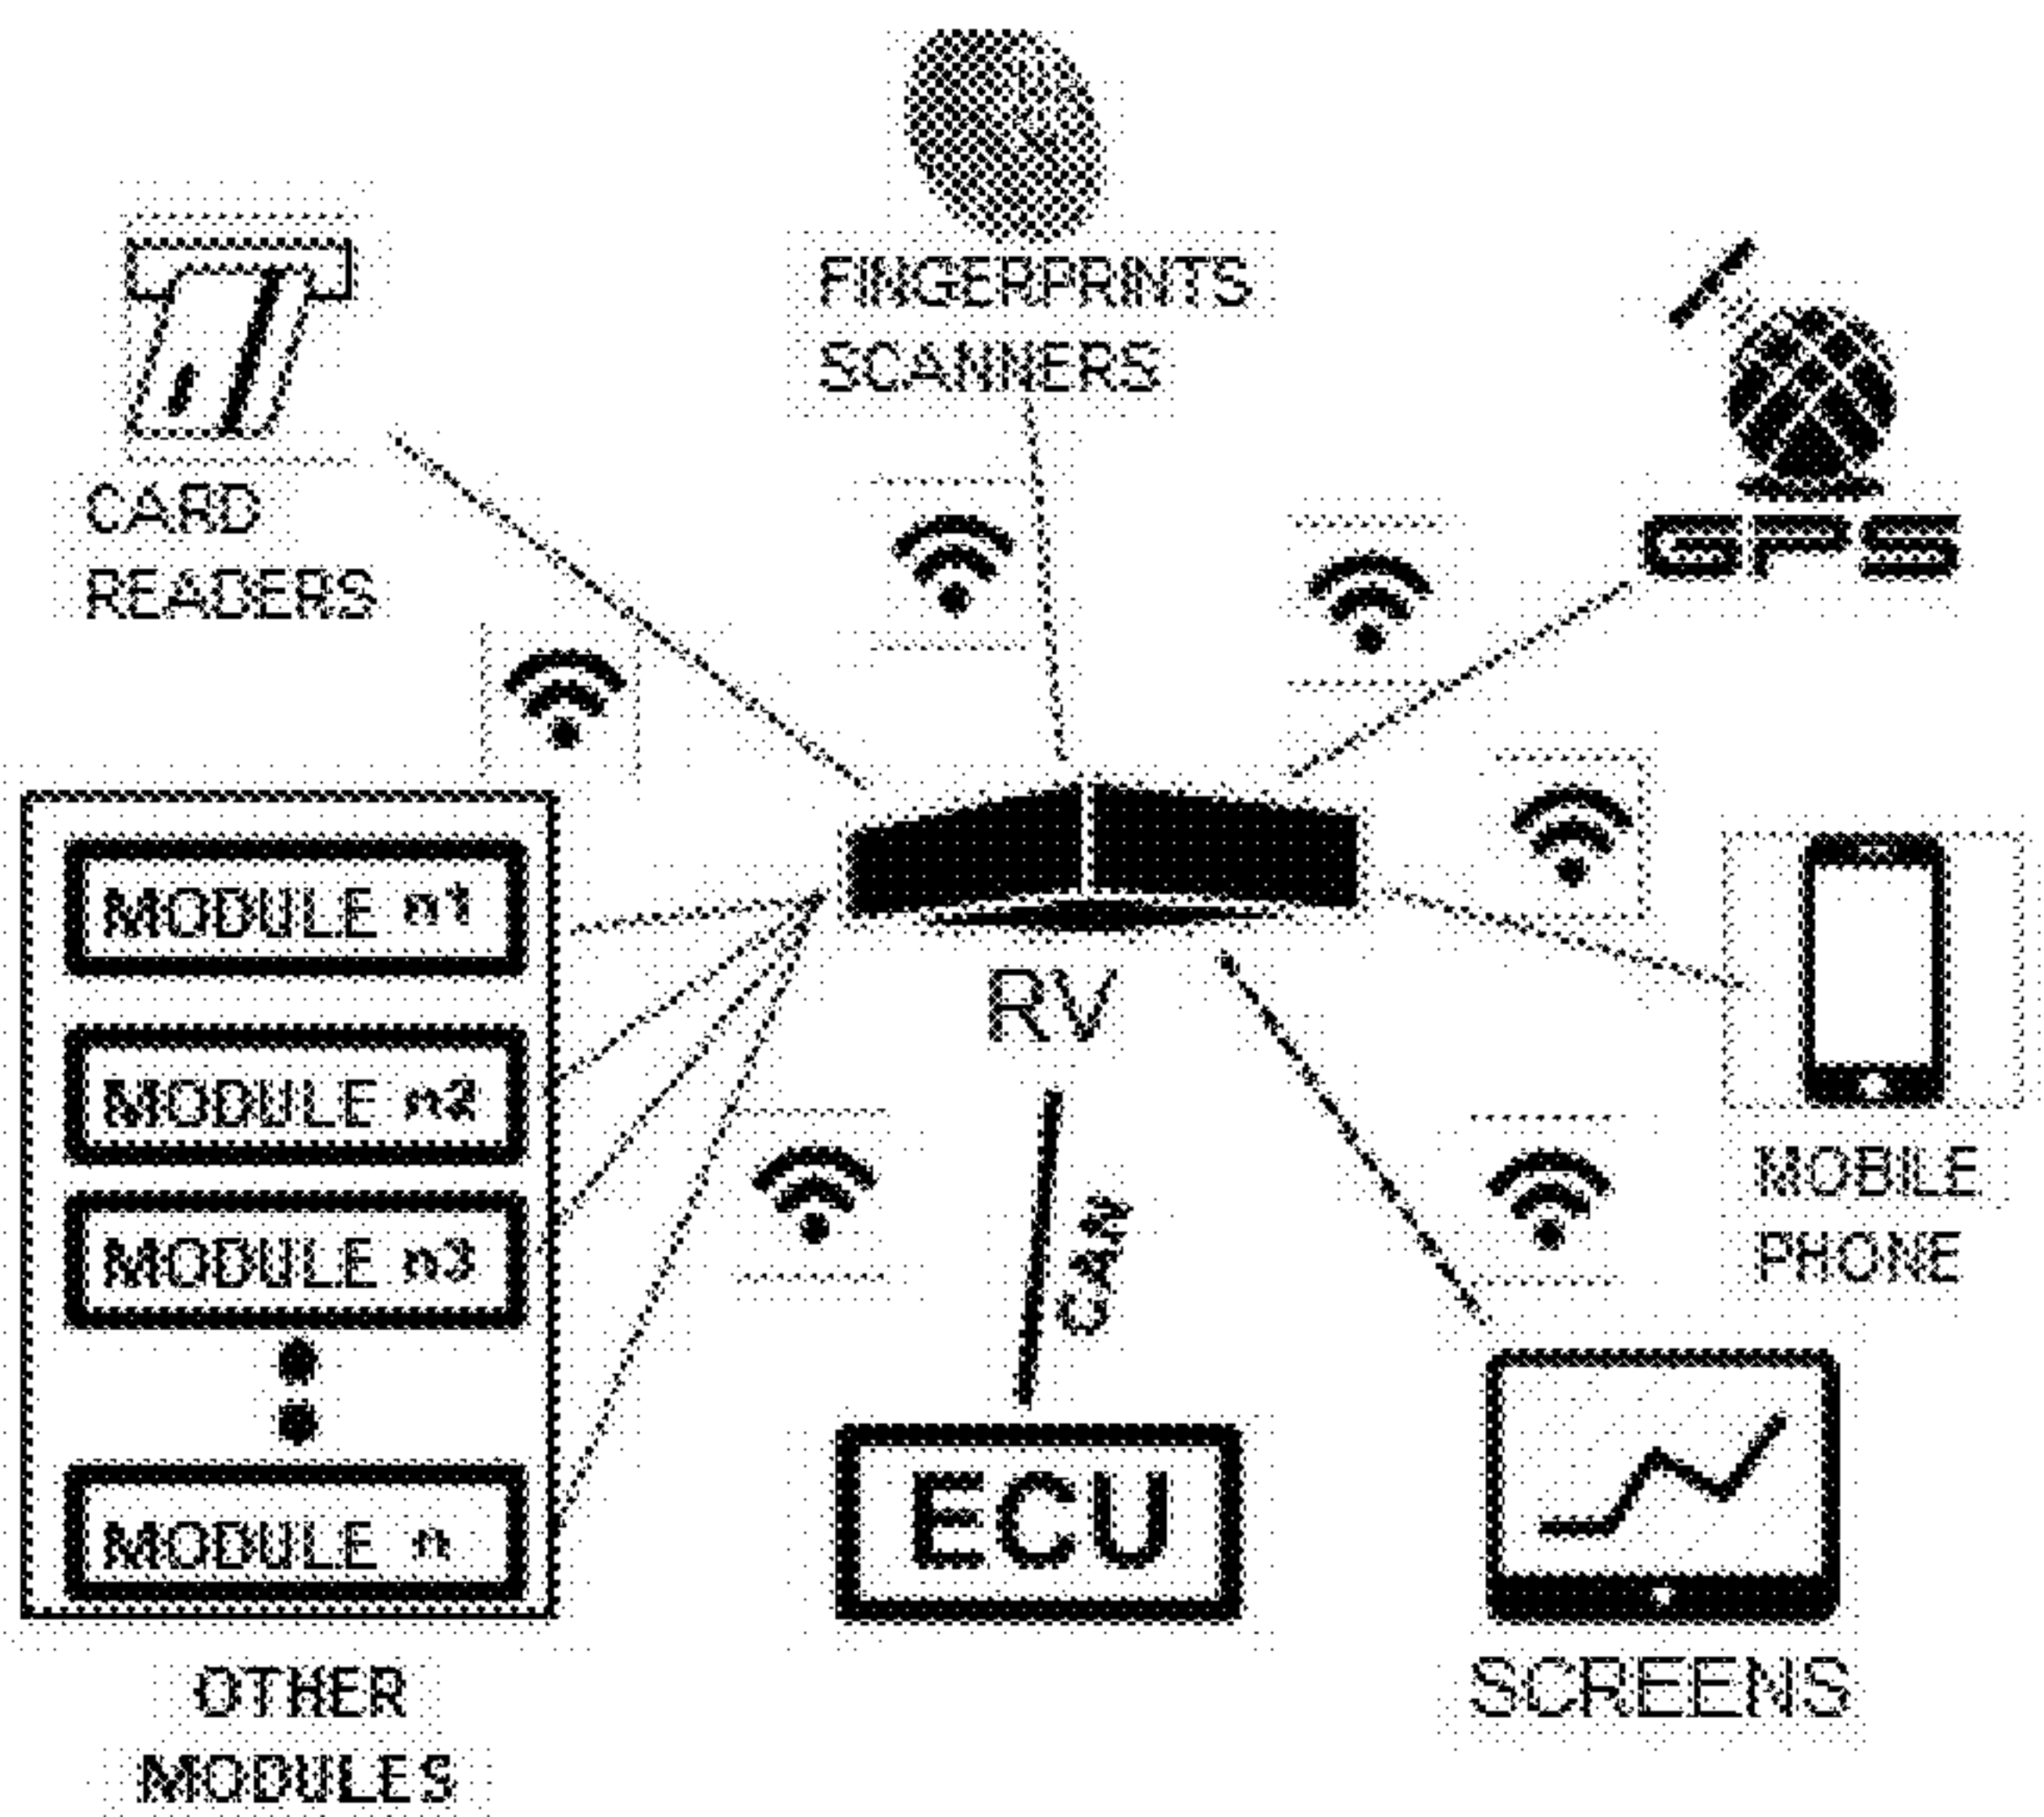 FINGERPRINTS
SCANNERS
CARD
READERS
GPS
MODULE n1
MODULE n2
MODULE n3
MODULE n
OTHER
MODULES
RV
CAN
ECU
MOBILE
PHONE
SCREENS